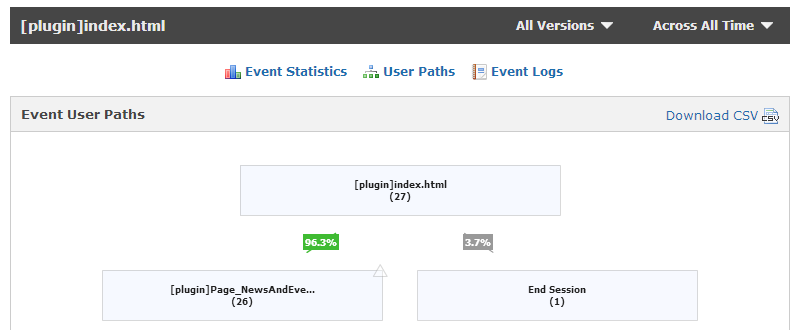 [plugin]index.html All Versions Across All Time
Event Statistics User Paths Event Logs
Event User Paths Download CSV CSV
[plugin]index.html
(27)
96.3% 3.7%
[plugin]Page_NewsAndEve... End Session
(26) (1)